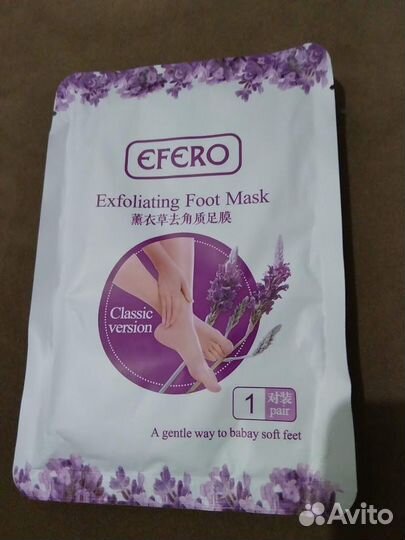 EFERO
Exfoliating Foot Mask
薰衣草去角质足膜
Classic
version
1 对装
pair
A gentle way to babay soft feet
Avito